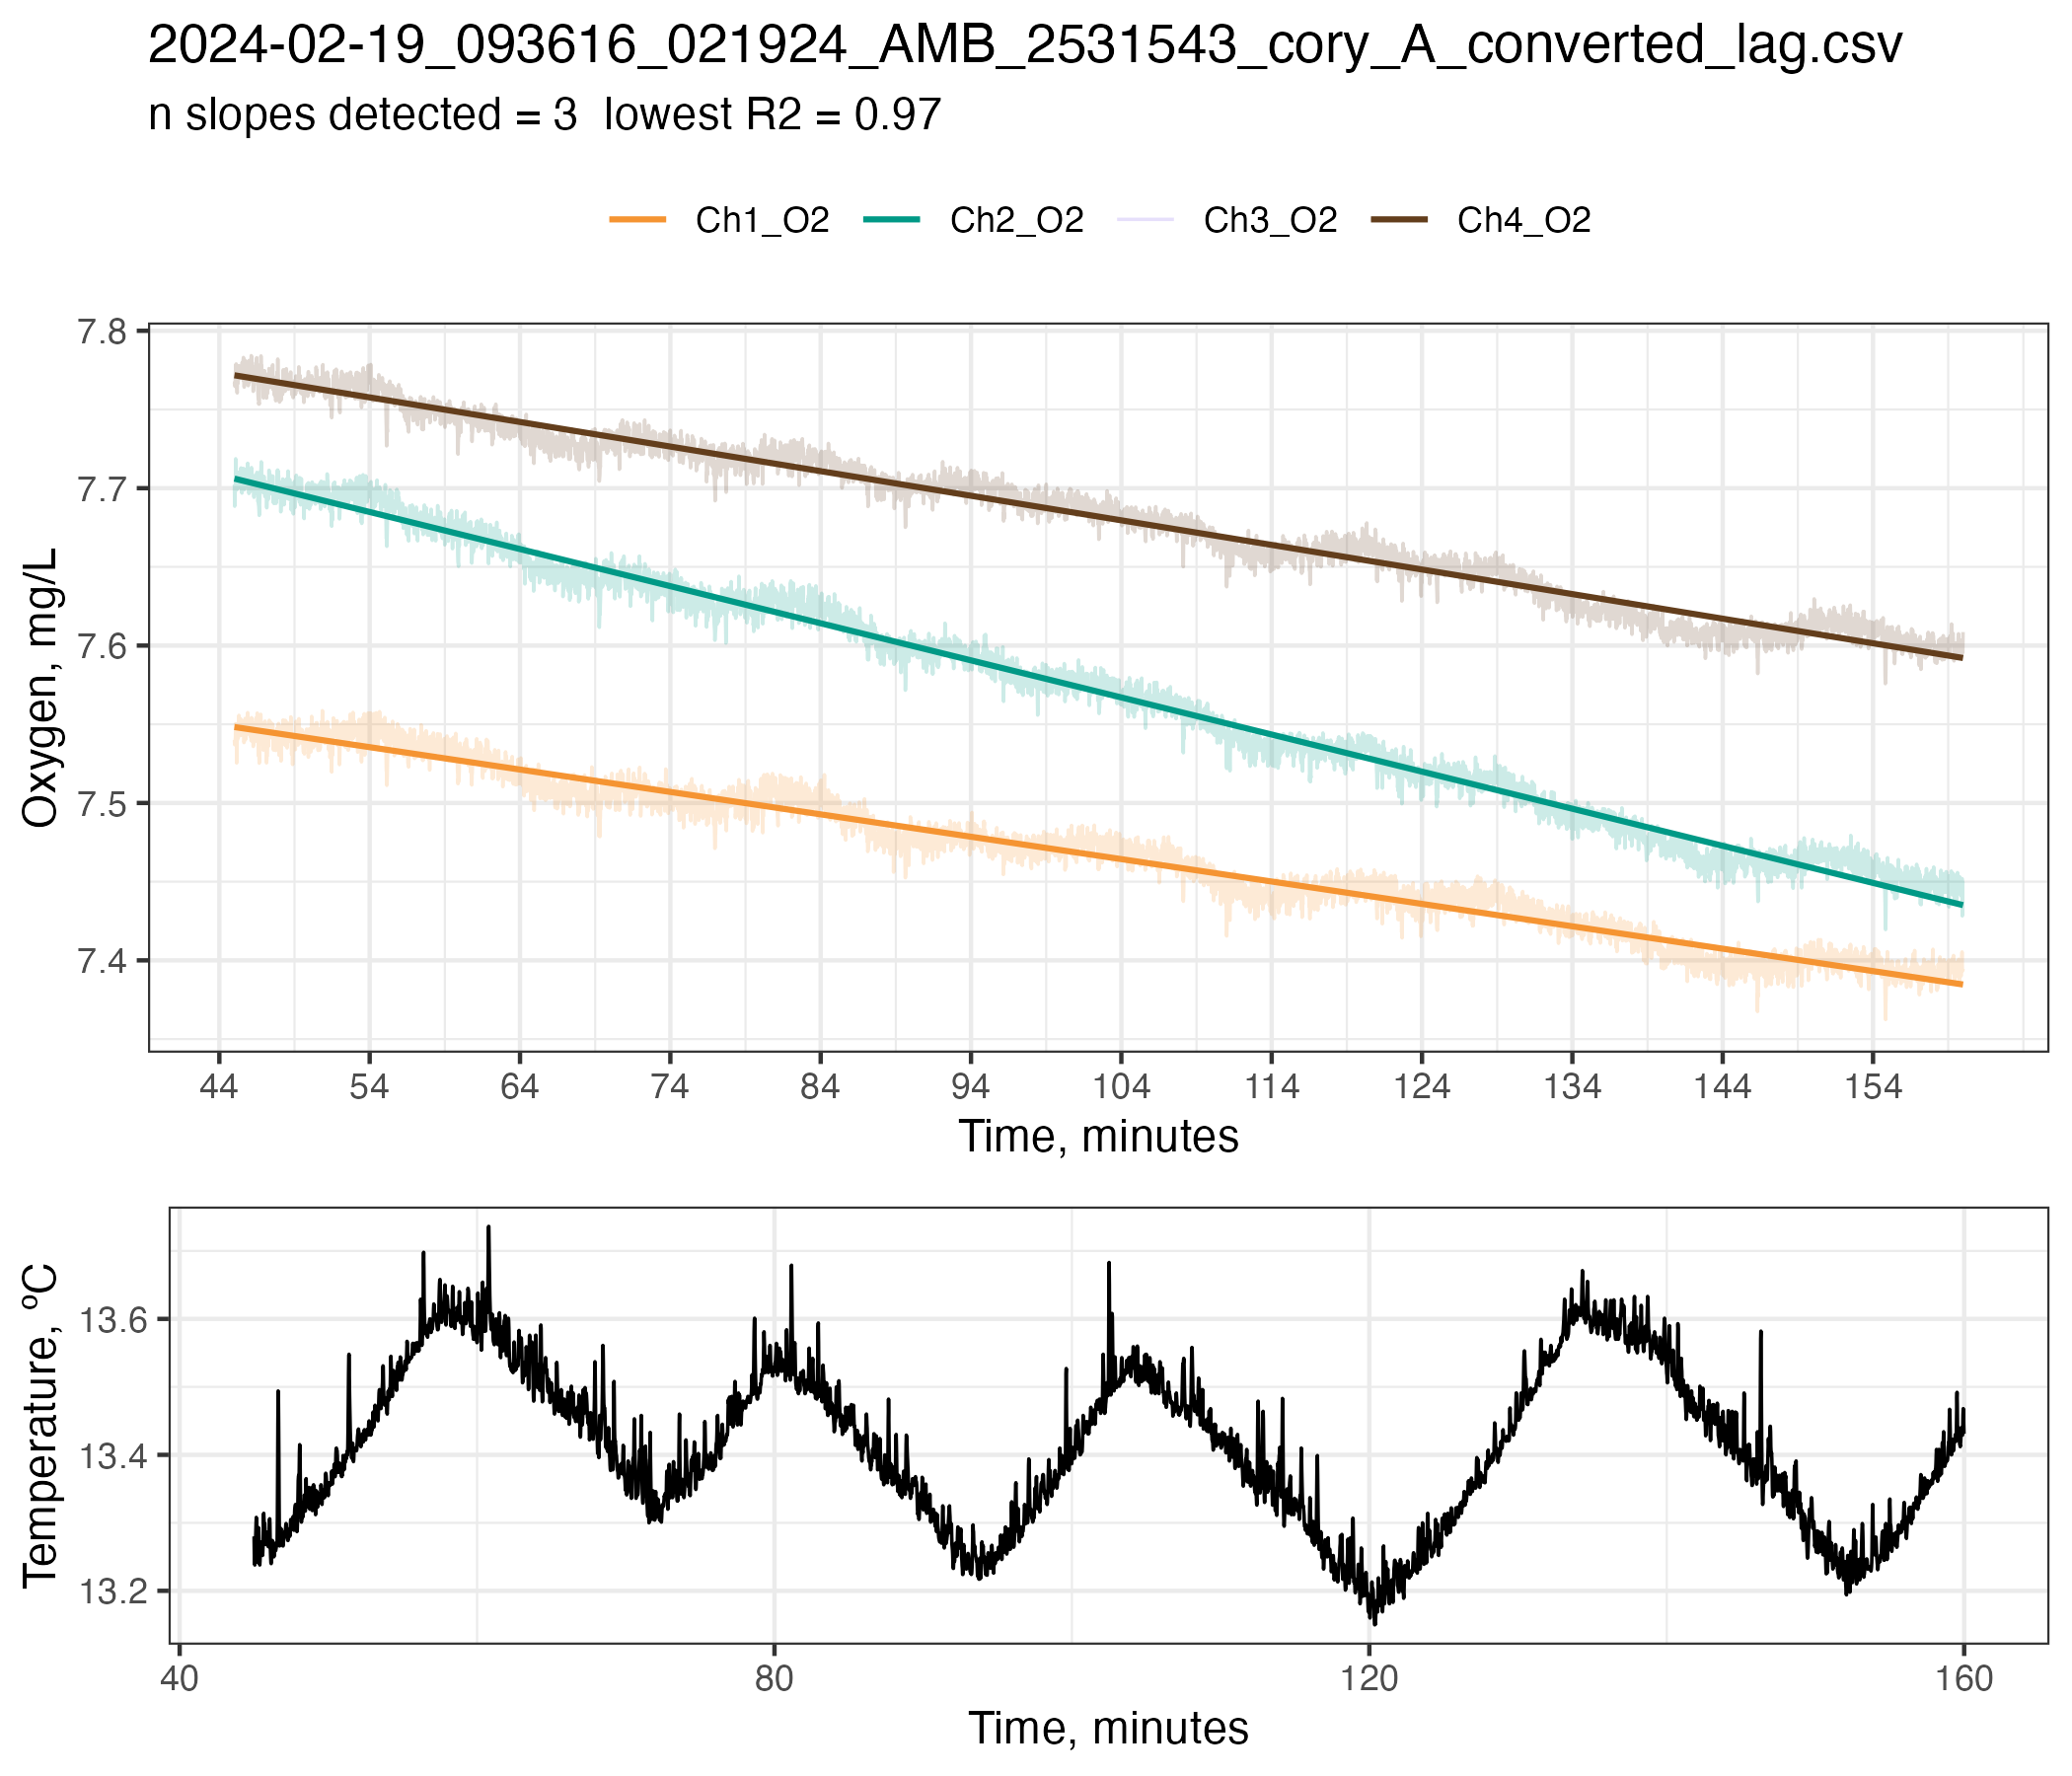 2024-02-19_093616_021924_AMB_2531543_cory_A_converted_lag.csv
n slopes detected = 3  lowest R2 = 0.97
Ch1_O2 Ch2_O2 Ch3_O2 Ch4_O2
Oxygen, mg/L
7.8
7.7
7.6
7.5
7.4
44 54 64 74 84 94 104 114 124 134 144 154
Time, minutes
Temperature, ºC
13.6
13.4
13.2
40 80 120 160
Time, minutes